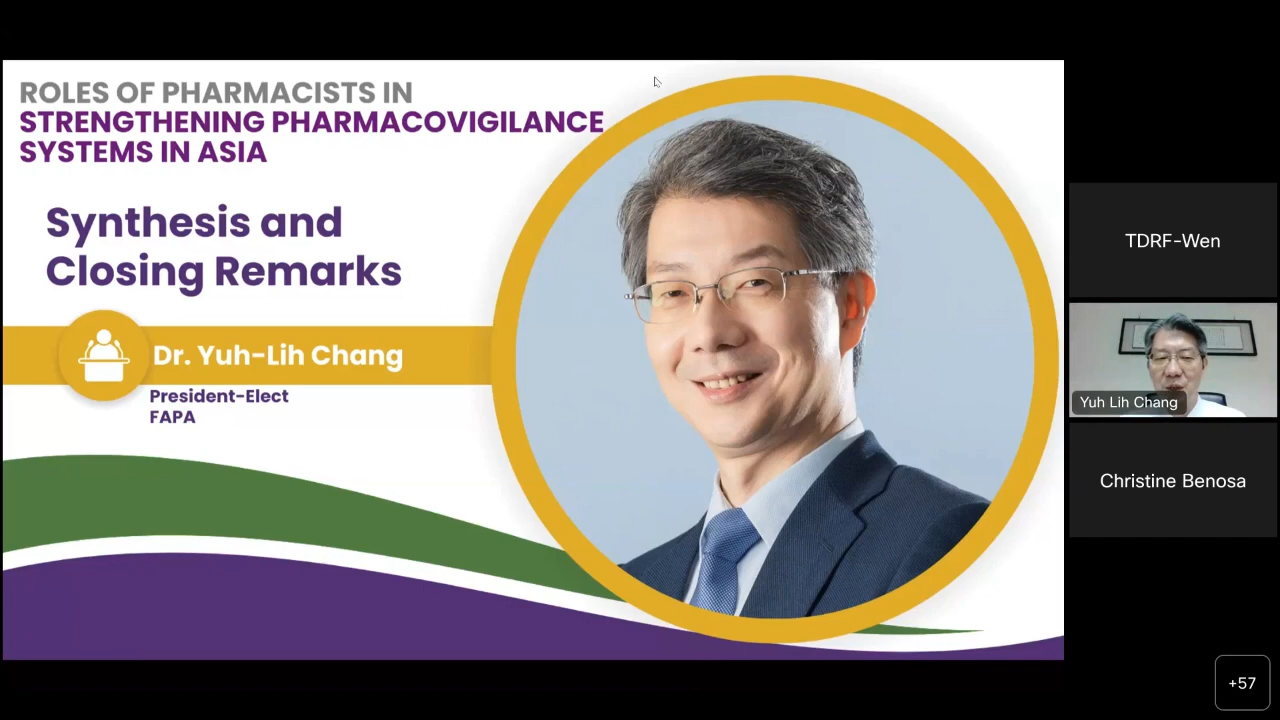 ROLES OF PHARMACISTS IN
STRENGTHENING PHARMACOVIGILANCE
SYSTEMS IN ASIA
Synthesis and
Closing Remarks
Dr. Yuh-Lih Chang
President-Elect
FAPA
TDRF-Wen
Yuh Lih Chang
Christine Benosa
+57